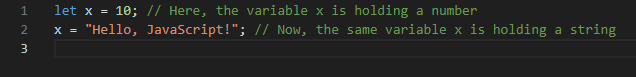 1 let x = 10; // Here, the variable x is holding a number
2 x = "Hello, JavaScript!"; // Now, the same variable x is holding a string
3